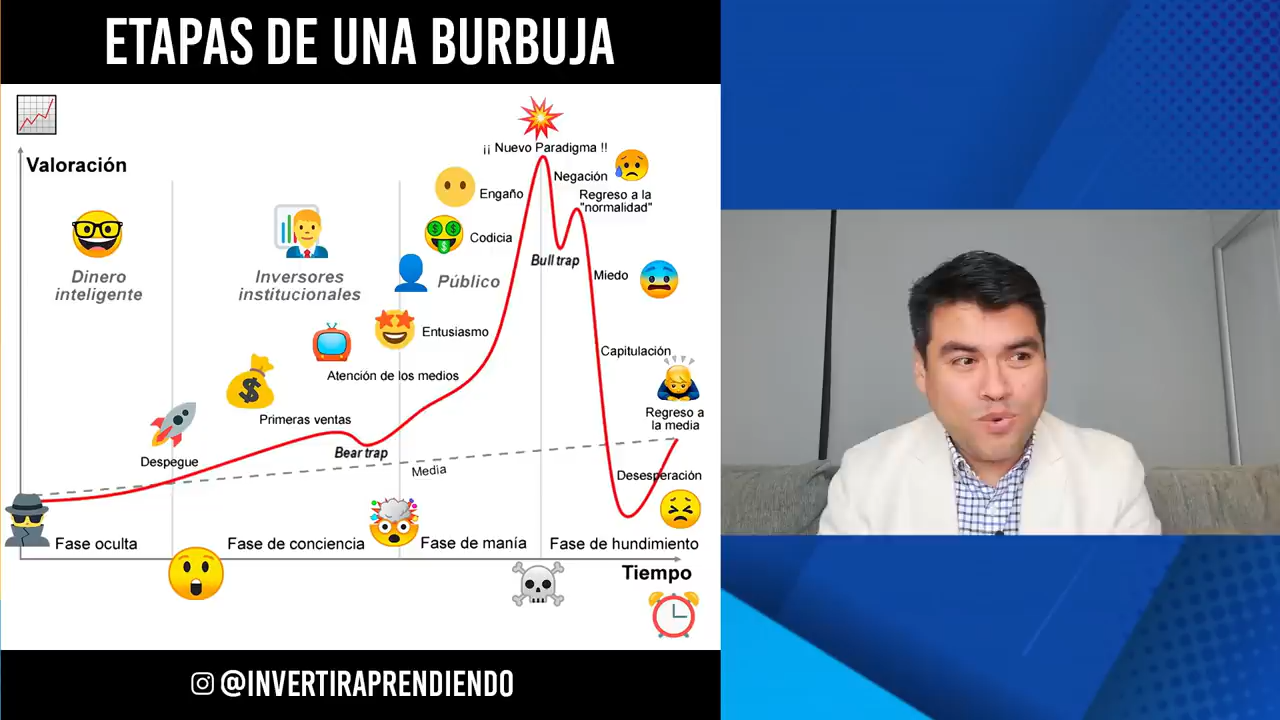 ETAPAS DE UNA BURBUJA
Valoración
¡¡ Nuevo Paradigma !!
Negación
Regreso a la
"normalidad"
Engaño
Codicia
Bull trap
Dinero
inteligente
Inversores
institucionales
Público
Miedo
Entusiasmo
Capitulación
Atención de los medios
Primeras ventas
Regreso a
la media
Bear trap
Despegue
Media
Desesperación
Fase oculta
Fase de conciencia
Fase de manía
Fase de hundimiento
Tiempo
@INVERTIRAPRENDIENDO